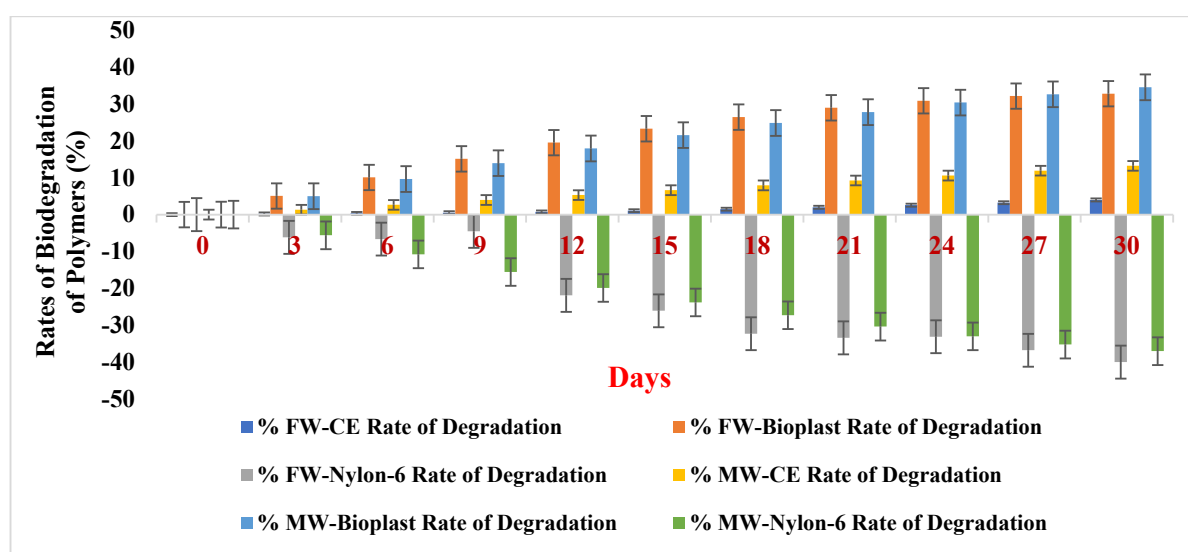 50
40
30
20
10
0
-10
-20
-30
-40
-50
Rates of Biodegradation
of Polymers (%)
0 3 6 9 12 15 18 21 24 27 30
Days
% FW-CE Rate of Degradation % FW-Bioplast Rate of Degradation
% FW-Nylon-6 Rate of Degradation % MW-CE Rate of Degradation
% MW-Bioplast Rate of Degradation % MW-Nylon-6 Rate of Degradation